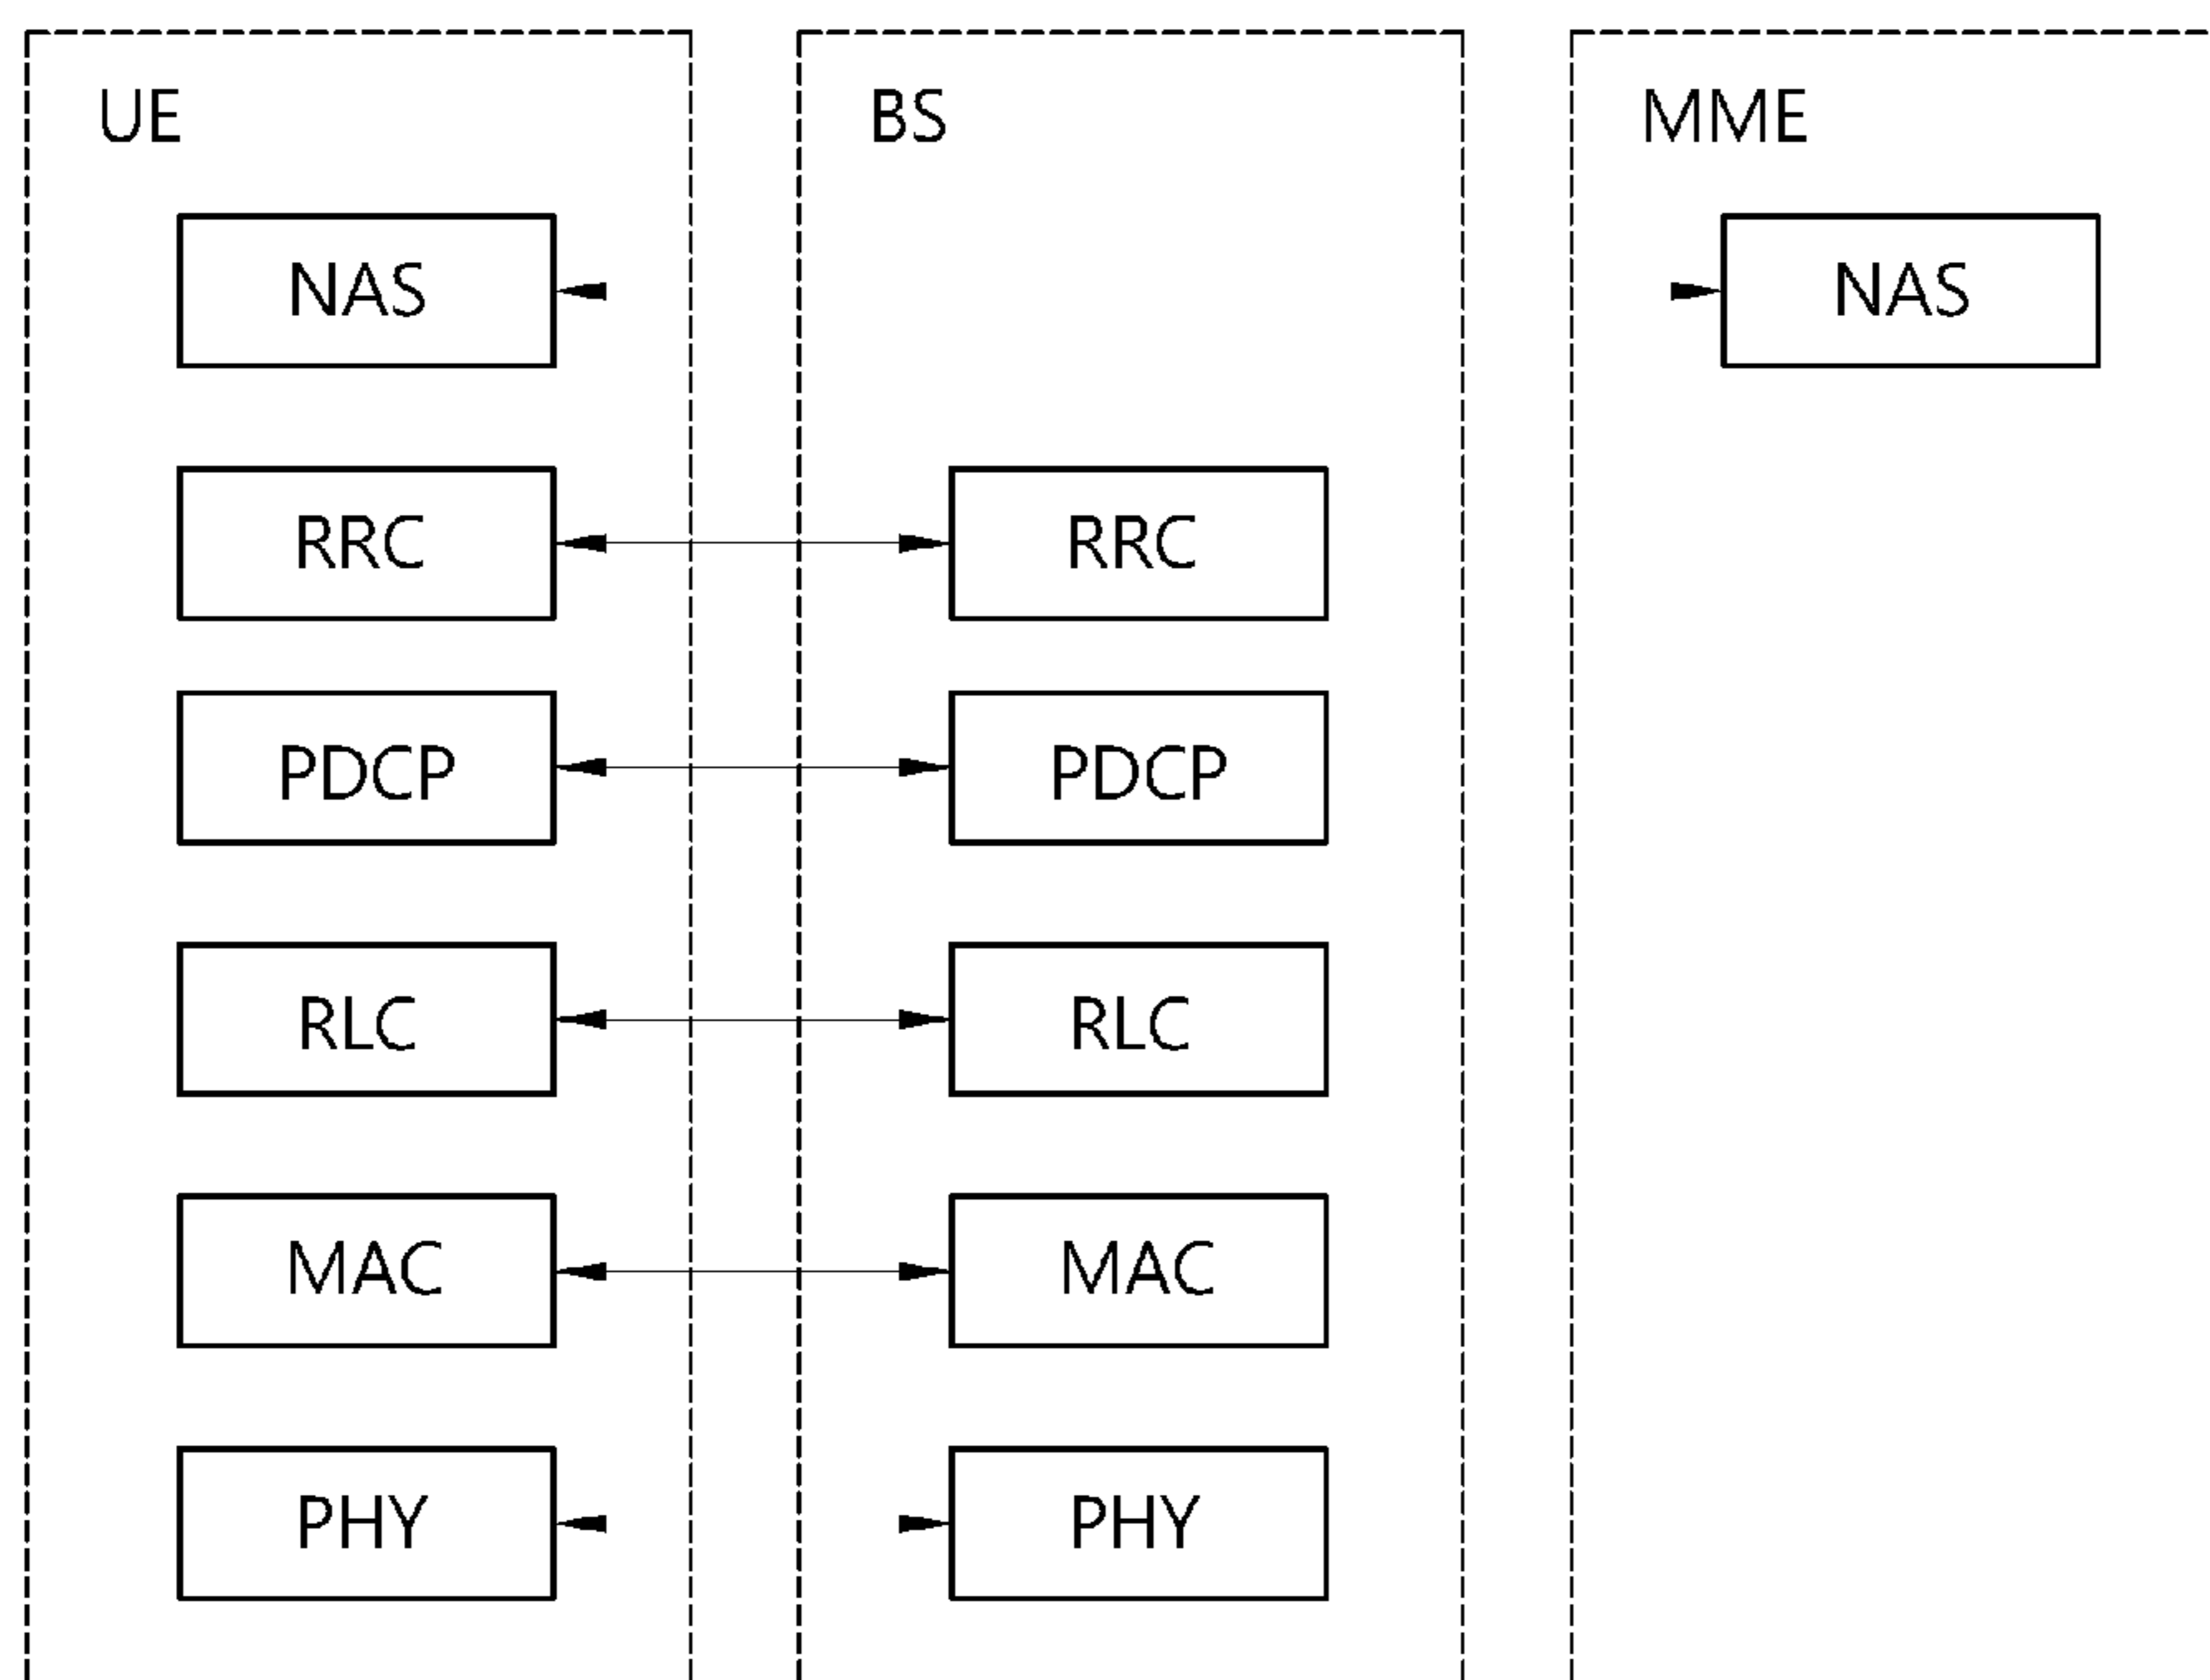 UE BS MME
NAS NAS
RRC RRC
PDCP PDCP
RLC RLC
MAC MAC
PHY PHY